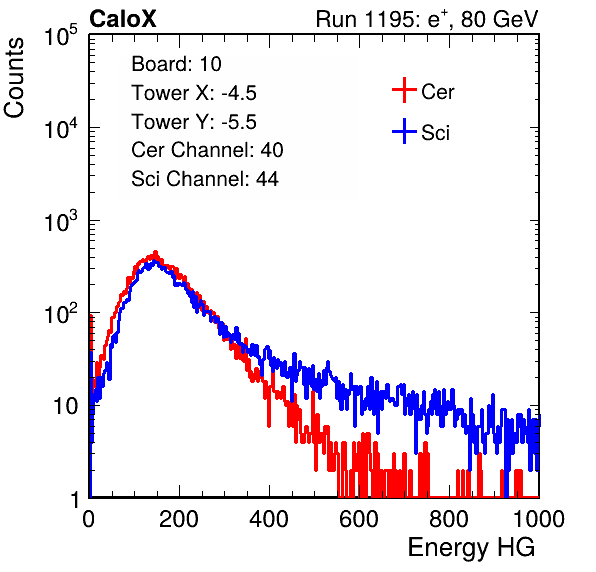 CaloX Run 1195: e⁺, 80 GeV
Counts
Board: 10
Tower X: -4.5
Tower Y: -5.5
Cer Channel: 40
Sci Channel: 44
Cer
Sci
10⁵
10⁴
10³
10²
10
1
0 200 400 600 800 1000
Energy HG